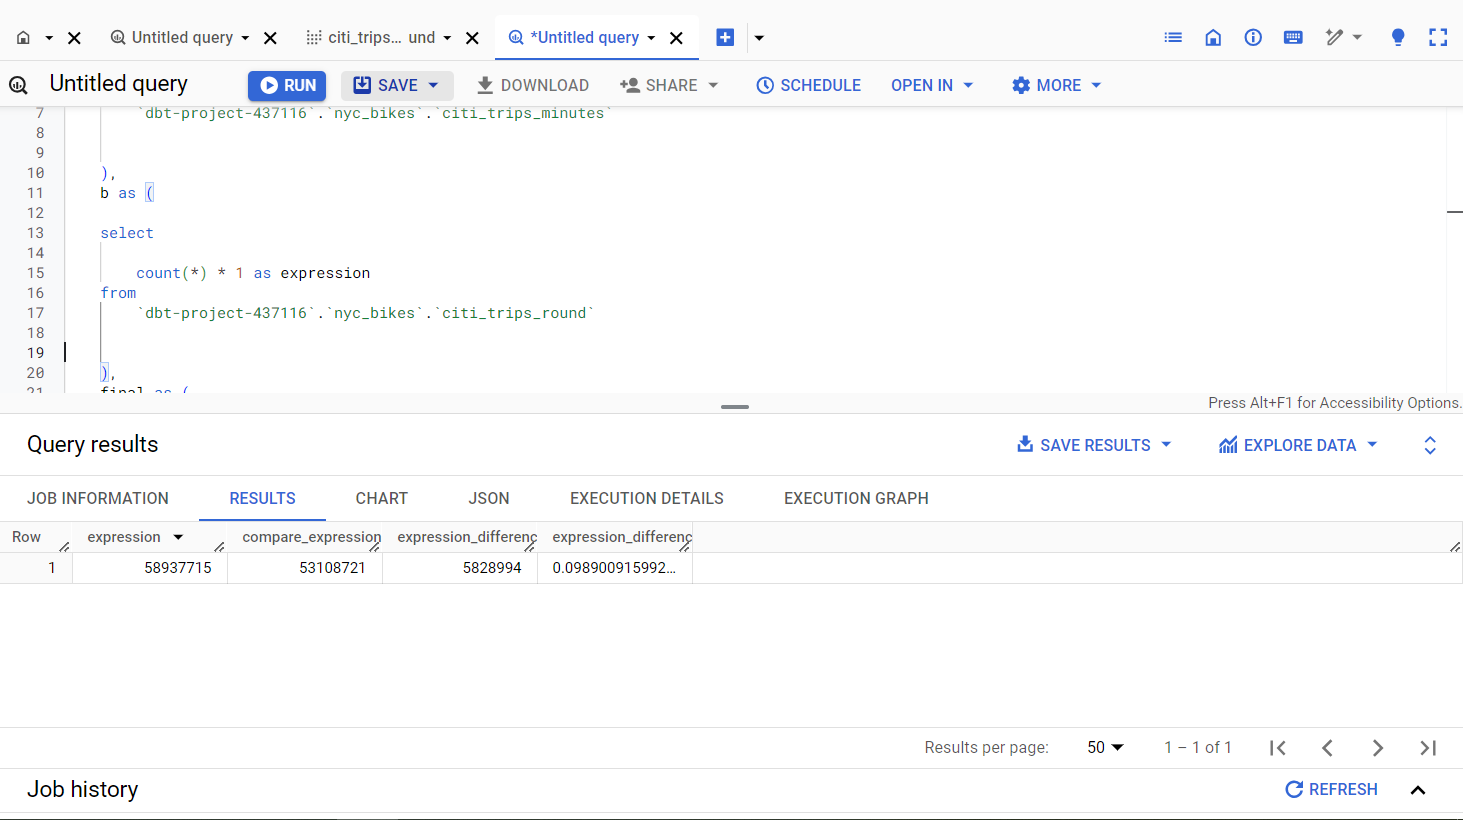 Untitled query
citi_trips... und
*Untitled query
Untitled query
RUN
SAVE
DOWNLOAD
SHARE
SCHEDULE
OPEN IN
MORE
7 `dbt-project-437116`.`nyc_bikes`.`citi_trips_minutes`
8
9
10 ),
11 b as (
12
13 select
14
15 count(*) * 1 as expression
16 from
17 `dbt-project-437116`.`nyc_bikes`.`citi_trips_round`
18
19
20 ),
21 final as (
Press Alt+F1 for Accessibility Options.
Query results
SAVE RESULTS
EXPLORE DATA
JOB INFORMATION
RESULTS
CHART
JSON
EXECUTION DETAILS
EXECUTION GRAPH
Row expression compare_expression expression_differenc expression_differenc
1 58937715 53108721 5828994 0.098900915992...
Results per page: 50 1 – 1 of 1
Job history
REFRESH